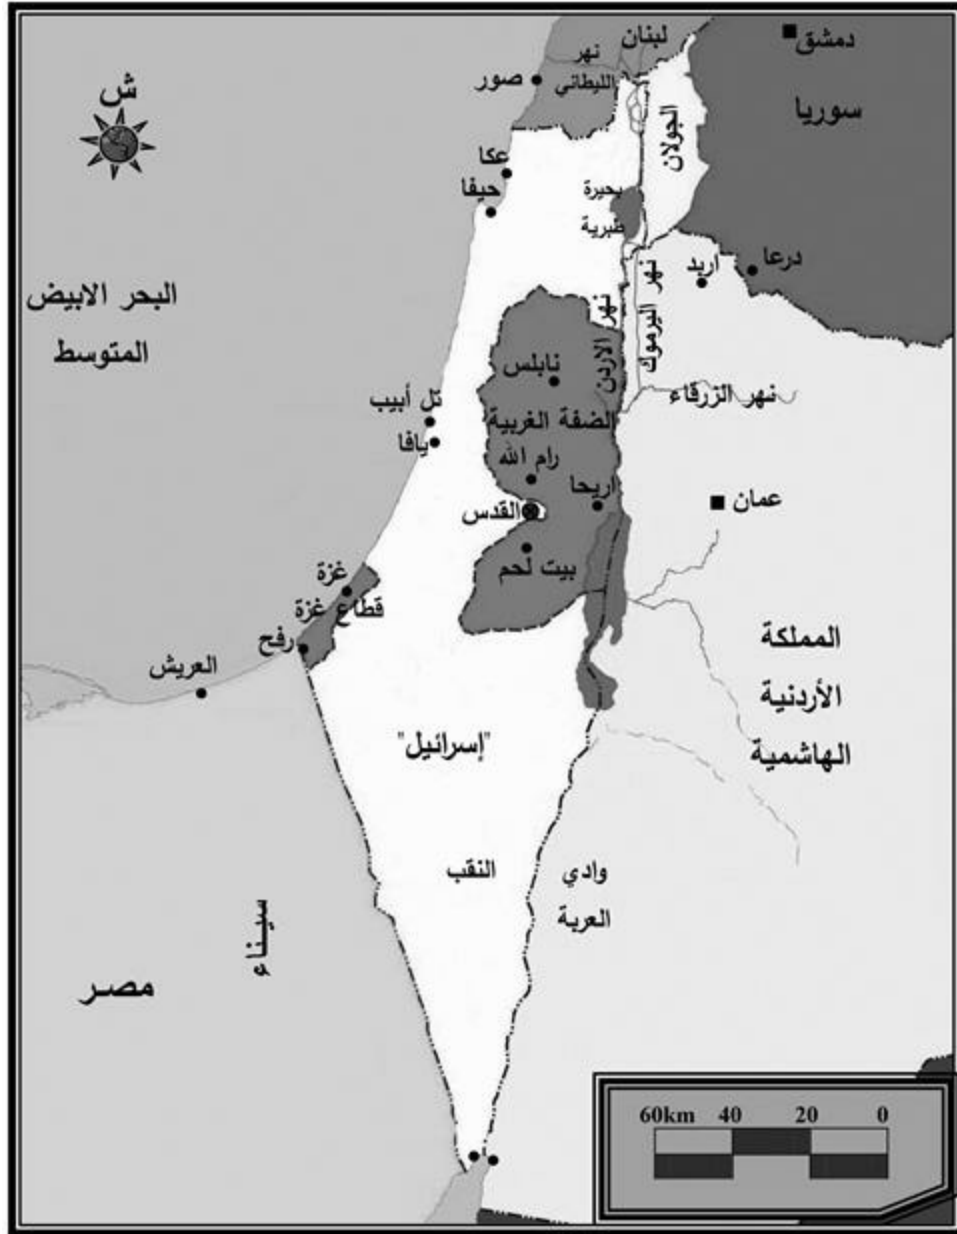 لبنان
دمشق
نهر
الليطاني
صور
ش
سوريا
الجولان
عكا
حيفا
بحيرة
طبرية
درعا
اربد
نهر اليرموك
البحر الابيض
المتوسط
نهر الاردن
نابلس
نهر الزرقاء
تل أبيب
الضفة الغربية
يافا
رام الله
اريحا
عمان
القدس
بيت لحم
غزة
قطاع غزة
رفح
المملكة
الأردنية
الهاشمية
العريش
"إسرائيل"
النقب
وادي
العربة
سيناء
مصر
60km 40 20 0